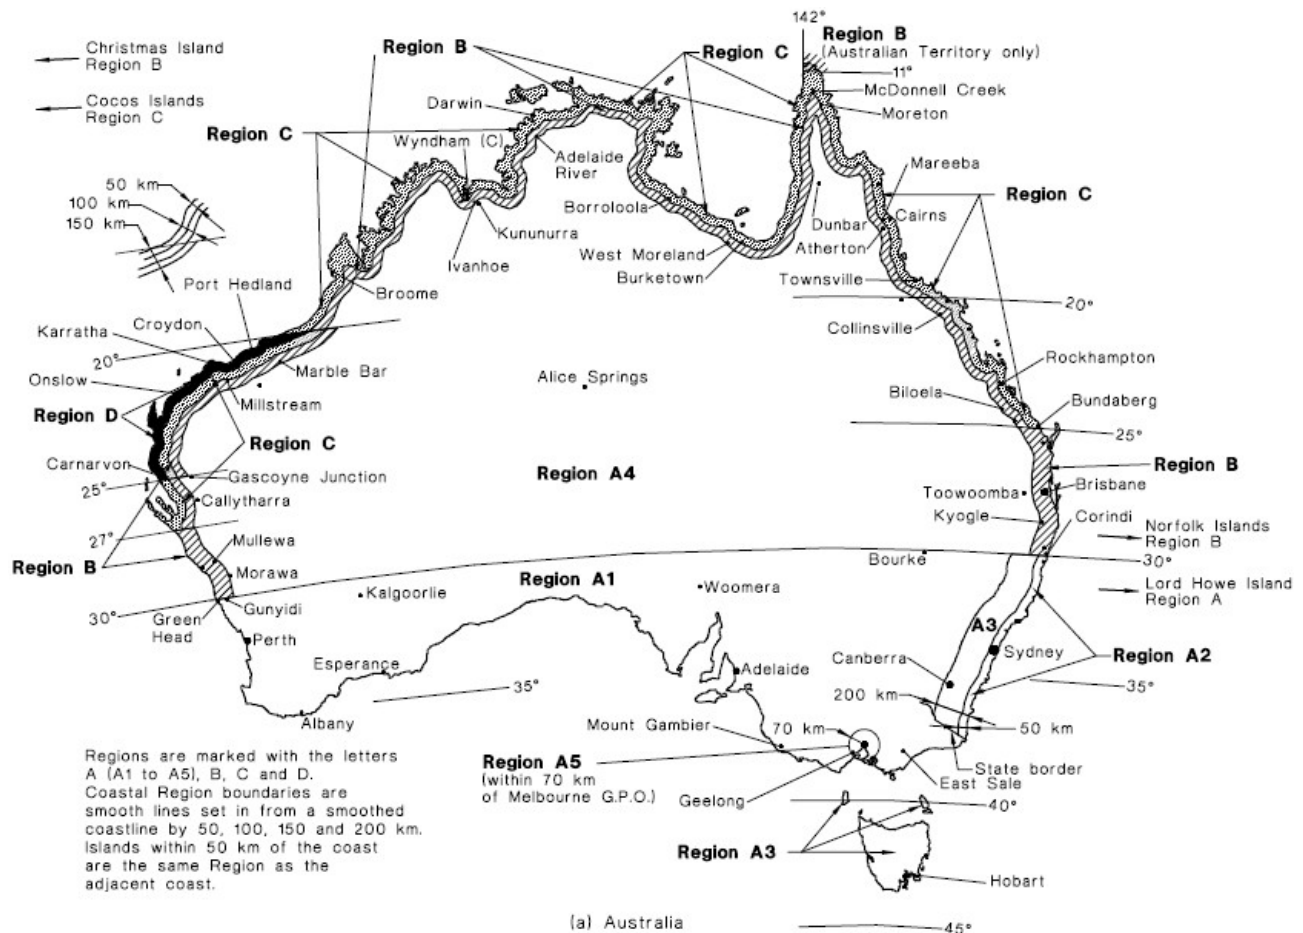 142°
Region B
(Australian Territory only)
11°
Christmas Island
Region B
Cocos Islands
Region C
Region B
Region C
McDonnell Creek
Moreton
Darwin
Region C
Wyndham (C)
Adelaide
River
Mareeba
50 km
100 km
150 km
Region C
Borroloola
Kununurra
Dunbar
Cairns
Atherton
Ivanhoe
West Moreland
Burketown
Townsville
Port Hedland
Broome
20°
Karratha
Croydon
Collinsville
20°
Onslow
Marble Bar
Rockhampton
Alice Springs
Millstream
Biloela
Bundaberg
Region D
Region C
25°
Carnarvon
Gascoyne Junction
Region A4
Region B
25°
Callytharra
Toowoomba
Brisbane
Kyogle
Corindi
27°
Mullewa
Norfolk Islands
Region B
Region B
Morawa
Bourke
30°
Region A1
Woomera
Lord Howe Island
Region A
30°
Gunyidi
Kalgoorlie
Green
Head
Perth
A3
Sydney
Region A2
Esperance
Adelaide
Canberra
35°
35°
200 km
Albany
Mount Gambier
70 km
50 km
Regions are marked with the letters
A (A1 to A5), B, C and D.
Coastal Region boundaries are
smooth lines set in from a smoothed
coastline by 50, 100, 150 and 200 km.
Islands within 50 km of the coast
are the same Region as the
adjacent coast.
Region A5
(within 70 km
of Melbourne G.P.O.)
State border
East Sale
Geelong
40°
Region A3
Hobart
(a) Australia
45°